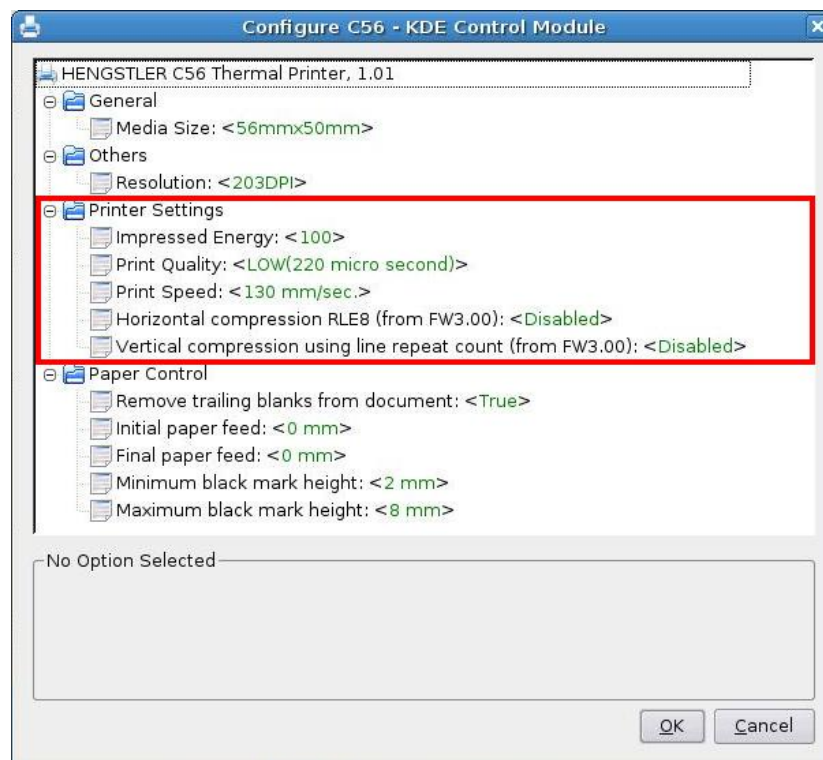 Configure C56 - KDE Control Module
HENGSTLER C56 Thermal Printer, 1.01
General
Media Size: <56mmx50mm>
Others
Resolution: <203DPI>
Printer Settings
Impressed Energy: <100>
Print Quality: <LOW(220 micro second)>
Print Speed: <130 mm/sec.>
Horizontal compression RLE8 (from FW3.00): <Disabled>
Vertical compression using line repeat count (from FW3.00): <Disabled>
Paper Control
Remove trailing blanks from document: <True>
Initial paper feed: <0 mm>
Final paper feed: <0 mm>
Minimum black mark height: <2 mm>
Maximum black mark height: <8 mm>
No Option Selected
OK Cancel